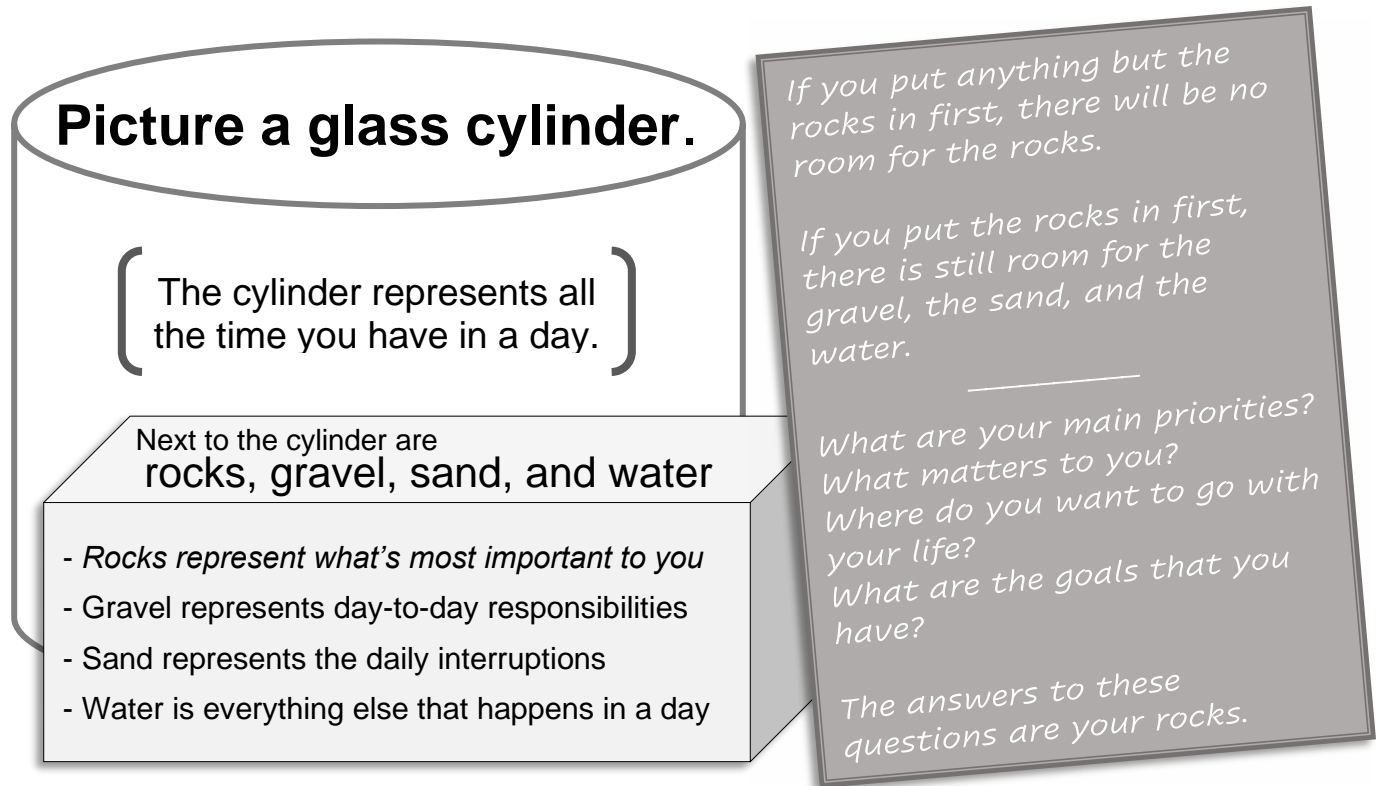 Picture a glass cylinder.
The cylinder represents all
the time you have in a day.
Next to the cylinder are
rocks, gravel, sand, and water
- Rocks represent what's most important to you
- Gravel represents day-to-day responsibilities
- Sand represents the daily interruptions
- Water is everything else that happens in a day
If you put anything but the
rocks in first, there will be no
room for the rocks.
If you put the rocks in first,
there is still room for the
gravel, the sand, and the
water.
What are your main priorities?
What matters to you?
Where do you want to go with
your life?
What are the goals that you
have?
The answers to these
questions are your rocks.